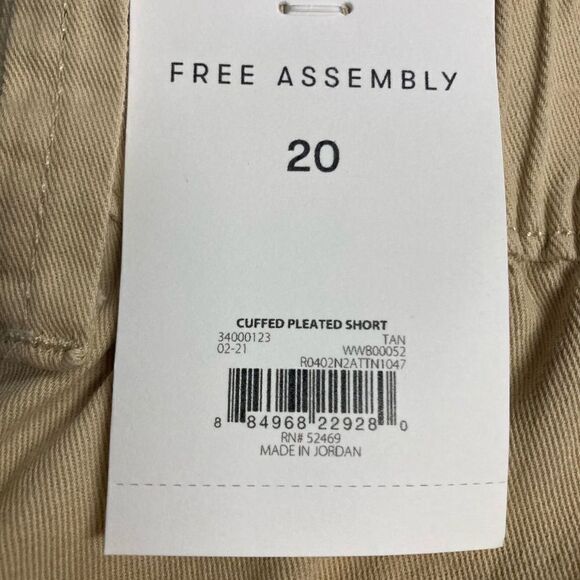 FREE ASSEMBLY
20
CUFFED PLEATED SHORT
34000123 TAN
02-21 WW800052
R0402N2ATTN1047
8 84968 22928 0
RN# 52469
MADE IN JORDAN